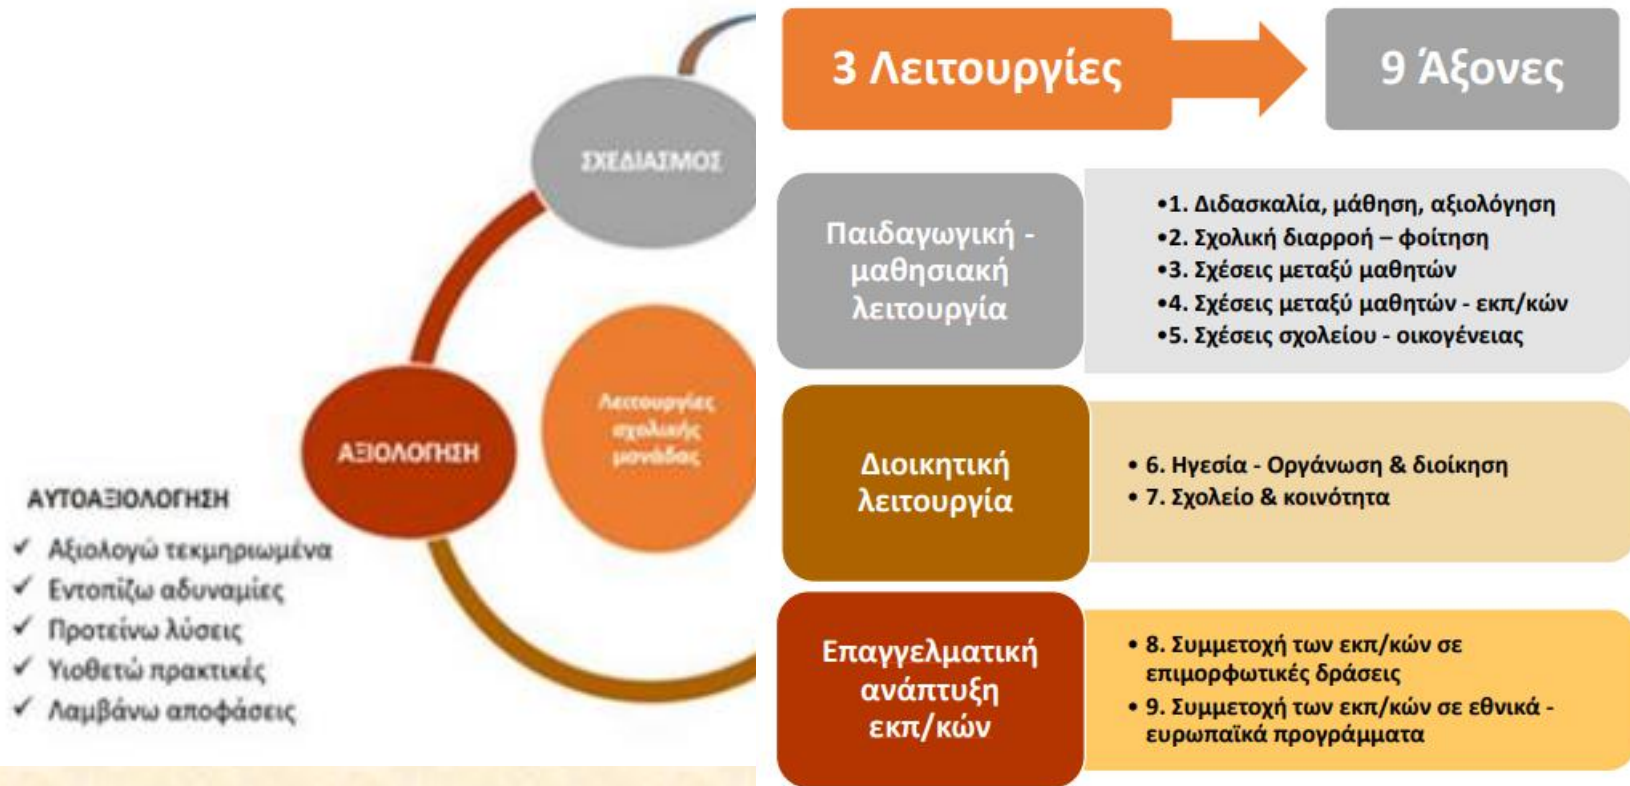 ΣΧΕΔΙΑΣΜΟΣ
Λειτουργίες
σχολικής
μονάδας
ΑΞΙΟΛΟΓΗΣΗ
ΑΥΤΟΑΞΙΟΛΟΓΗΣΗ
✓ Αξιολογώ τεκμηριωμένα
✓ Εντοπίζω αδυναμίες
✓ Προτείνω λύσεις
✓ Υιοθετώ πρακτικές
✓ Λαμβάνω αποφάσεις
3 Λειτουργίες
9 Άξονες
Παιδαγωγική -
μαθησιακή
λειτουργία
•1. Διδασκαλία, μάθηση, αξιολόγηση
•2. Σχολική διαρροή – φοίτηση
•3. Σχέσεις μεταξύ μαθητών
•4. Σχέσεις μεταξύ μαθητών - εκπ/κών
•5. Σχέσεις σχολείου - οικογένειας
Διοικητική
λειτουργία
• 6. Ηγεσία - Οργάνωση & διοίκηση
• 7. Σχολείο & κοινότητα
Επαγγελματική
ανάπτυξη
εκπ/κών
• 8. Συμμετοχή των εκπ/κών σε
επιμορφωτικές δράσεις
• 9. Συμμετοχή των εκπ/κών σε εθνικά -
ευρωπαϊκά προγράμματα